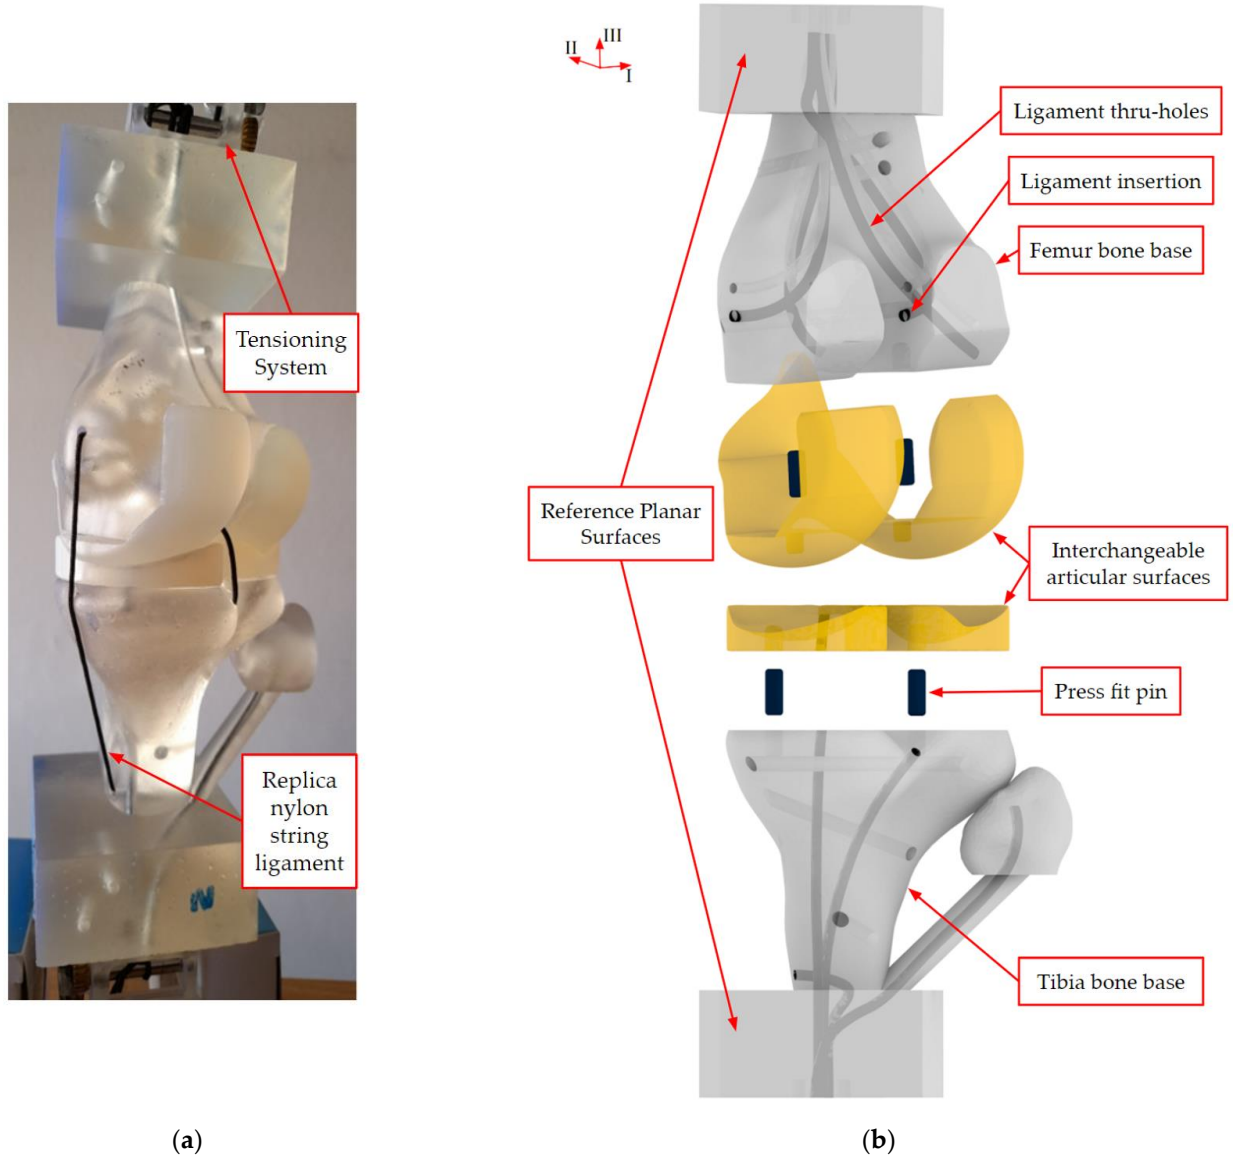 III
II
I
Ligament thru-holes
Ligament insertion
Femur bone base
Tensioning
System
Reference Planar
Surfaces
Interchangeable
articular surfaces
Press fit pin
Replica
nylon
string
ligament
N
Tibia bone base
(a)
(b)